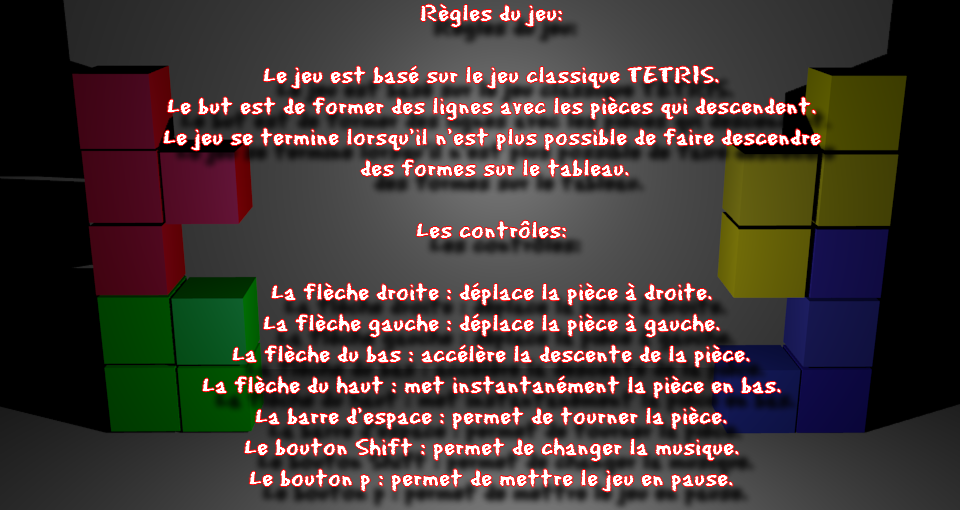 Règles du jeu:
Le jeu est basé sur le jeu classique TETRIS.
Le but est de former des lignes avec les pièces qui descendent.
Le jeu se termine lorsqu'il n'est plus possible de faire descendre
des formes sur le tableau.
Les contrôles:
La flèche droite : déplace la pièce à droite.
La flèche gauche : déplace la pièce à gauche.
La flèche du bas : accélère la descente de la pièce.
La flèche du haut : met instantanément la pièce en bas.
La barre d'espace : permet de tourner la pièce.
Le bouton Shift : permet de changer la musique.
Le bouton p : permet de mettre le jeu en pause.